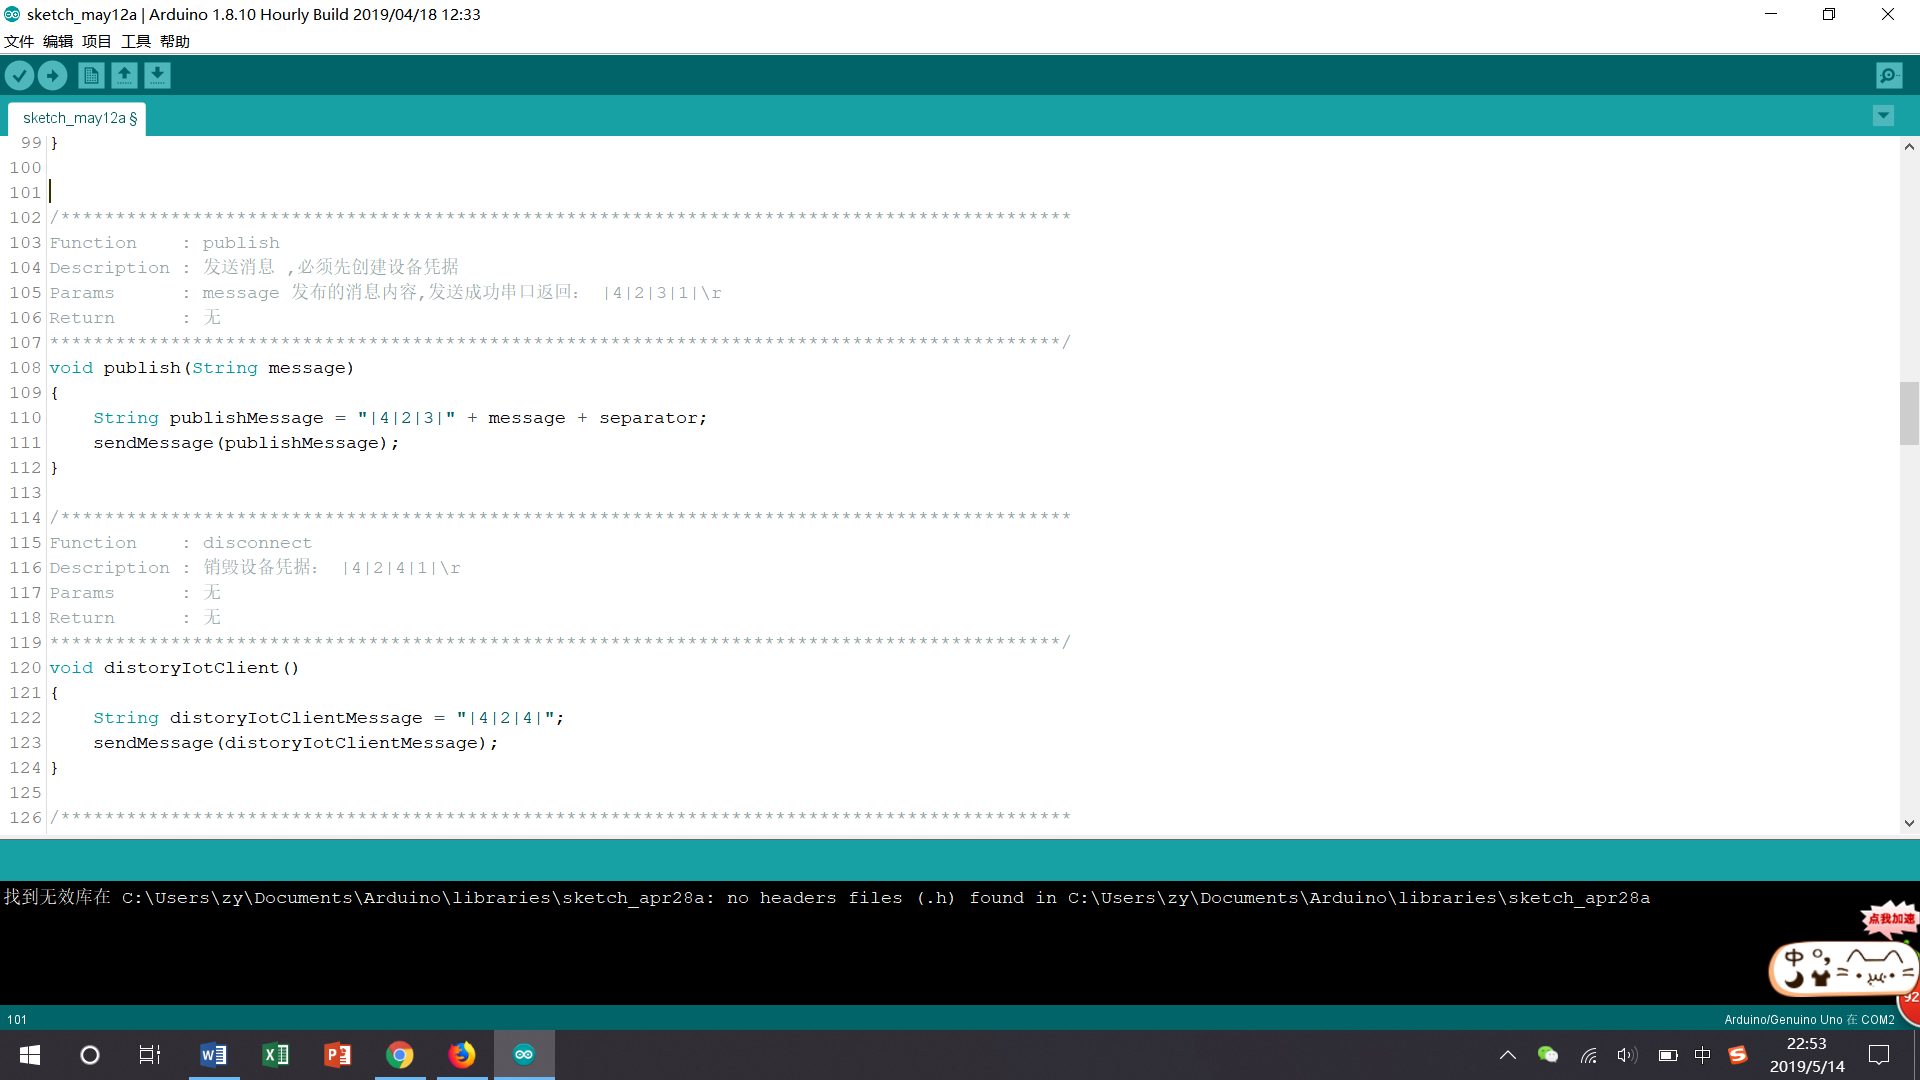 sketch_may12a | Arduino 1.8.10 Hourly Build 2019/04/18 12:33
文件 编辑 项目 工具 帮助
sketch_may12a §
99 }
100
101
102 /********************************************************************************************
103 Function    : publish
104 Description : 发送消息 ,必须先创建设备凭据
105 Params      : message 发布的消息内容,发送成功串口返回： |4|2|3|1|\r
106 Return      : 无
107 ********************************************************************************************/
108 void publish(String message)
109 {
110     String publishMessage = "|4|2|3|" + message + separator;
111     sendMessage(publishMessage);
112 }
113
114 /********************************************************************************************
115 Function    : disconnect
116 Description : 销毁设备凭据： |4|2|4|1|\r
117 Params      : 无
118 Return      : 无
119 ********************************************************************************************/
120 void distoryIotClient()
121 {
122     String distoryIotClientMessage = "|4|2|4|";
123     sendMessage(distoryIotClientMessage);
124 }
125
126 /********************************************************************************************
找到无效库在 C:\Users\zy\Documents\Arduino\libraries\sketch_apr28a: no headers files (.h) found in C:\Users\zy\Documents\Arduino\libraries\sketch_apr28a
点我加速
中 °,
92
101
Arduino/Genuino Uno 在 COM2
中
22:53
2019/5/14